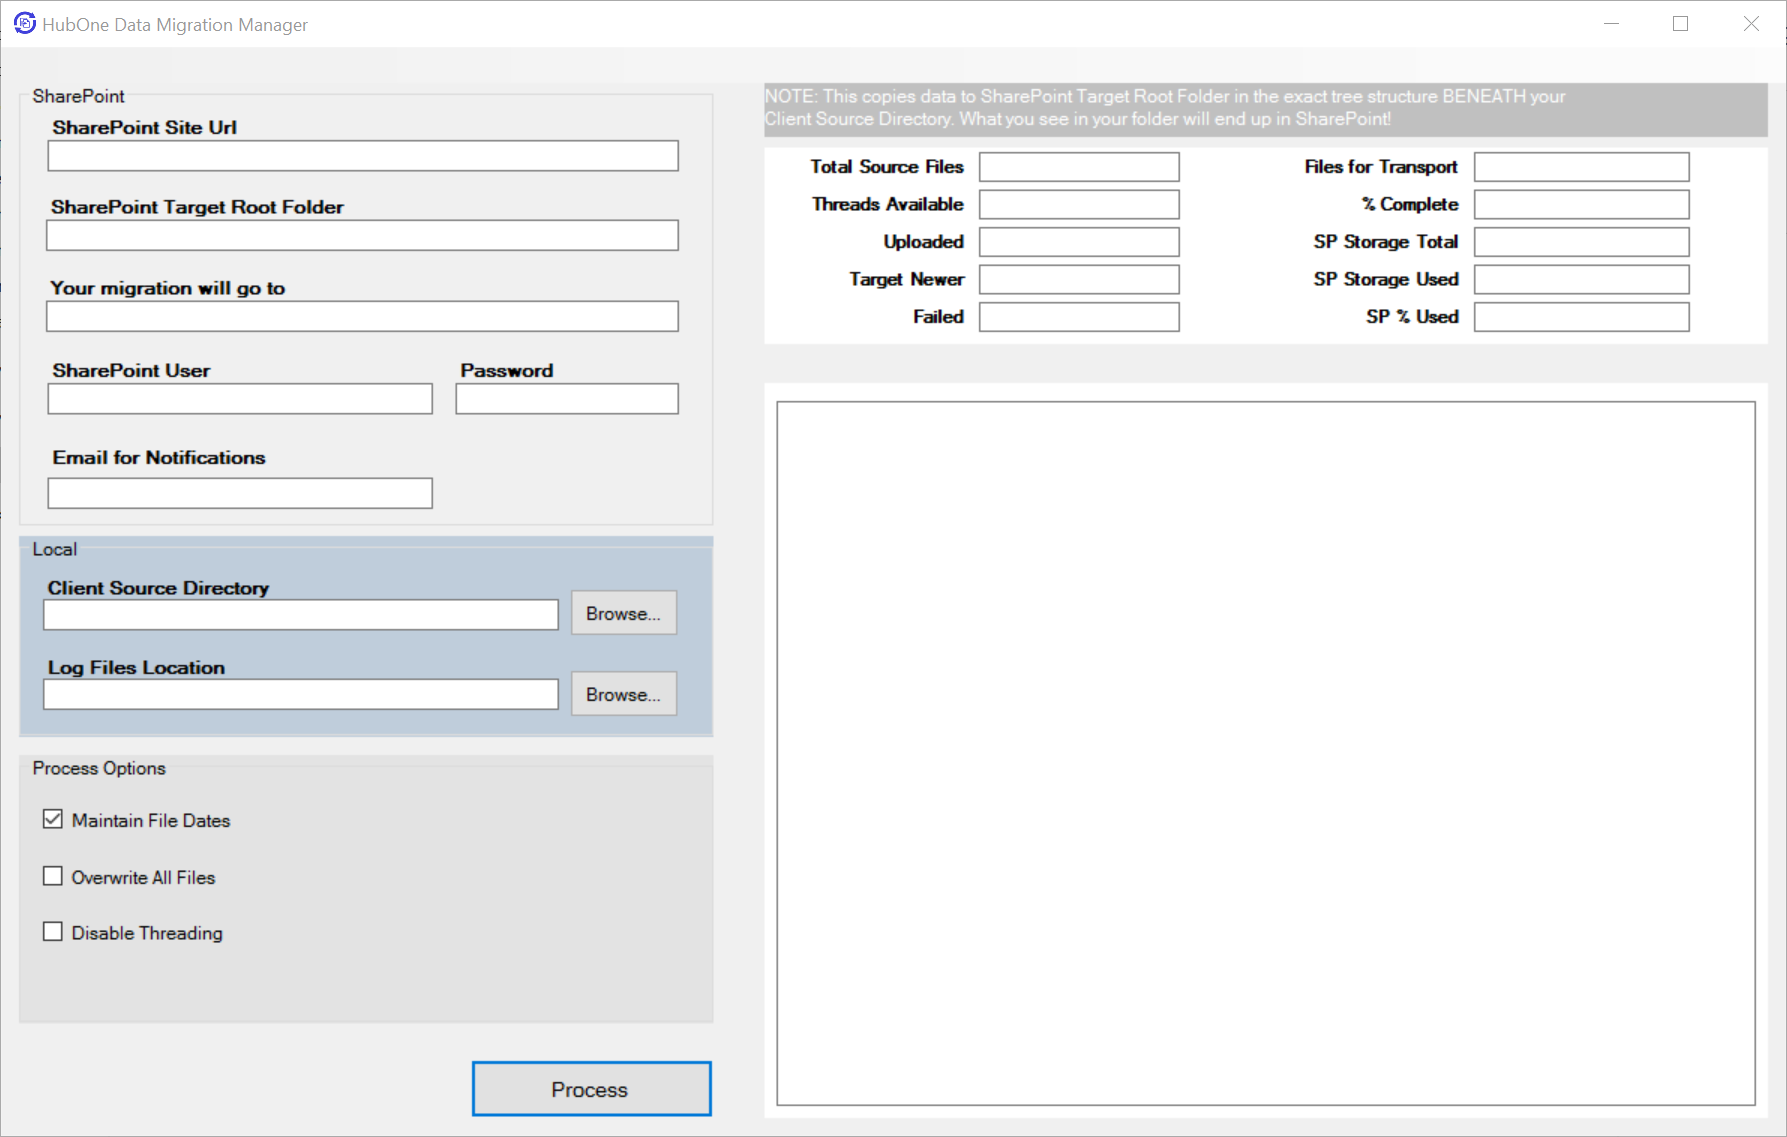 HubOne Data Migration Manager
SharePoint
SharePoint Site Url
SharePoint Target Root Folder
Your migration will go to
SharePoint User
Password
Email for Notifications
Local
Client Source Directory
Browse...
Log Files Location
Browse...
Process Options
Maintain File Dates
Overwrite All Files
Disable Threading
Process
NOTE: This copies data to SharePoint Target Root Folder in the exact tree structure BENEATH your
Client Source Directory. What you see in your folder will end up in SharePoint!
Total Source Files
Threads Available
Uploaded
Target Newer
Failed
Files for Transport
% Complete
SP Storage Total
SP Storage Used
SP % Used